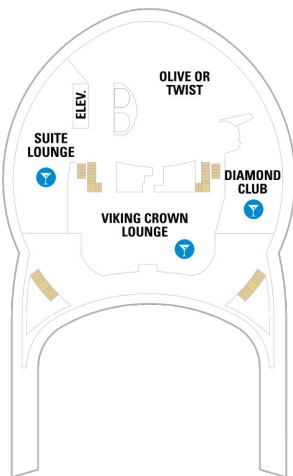 OLIVE OR
TWIST
ELEV.
SUITE
LOUNGE
DIAMOND
CLUB
VIKING CROWN
LOUNGE